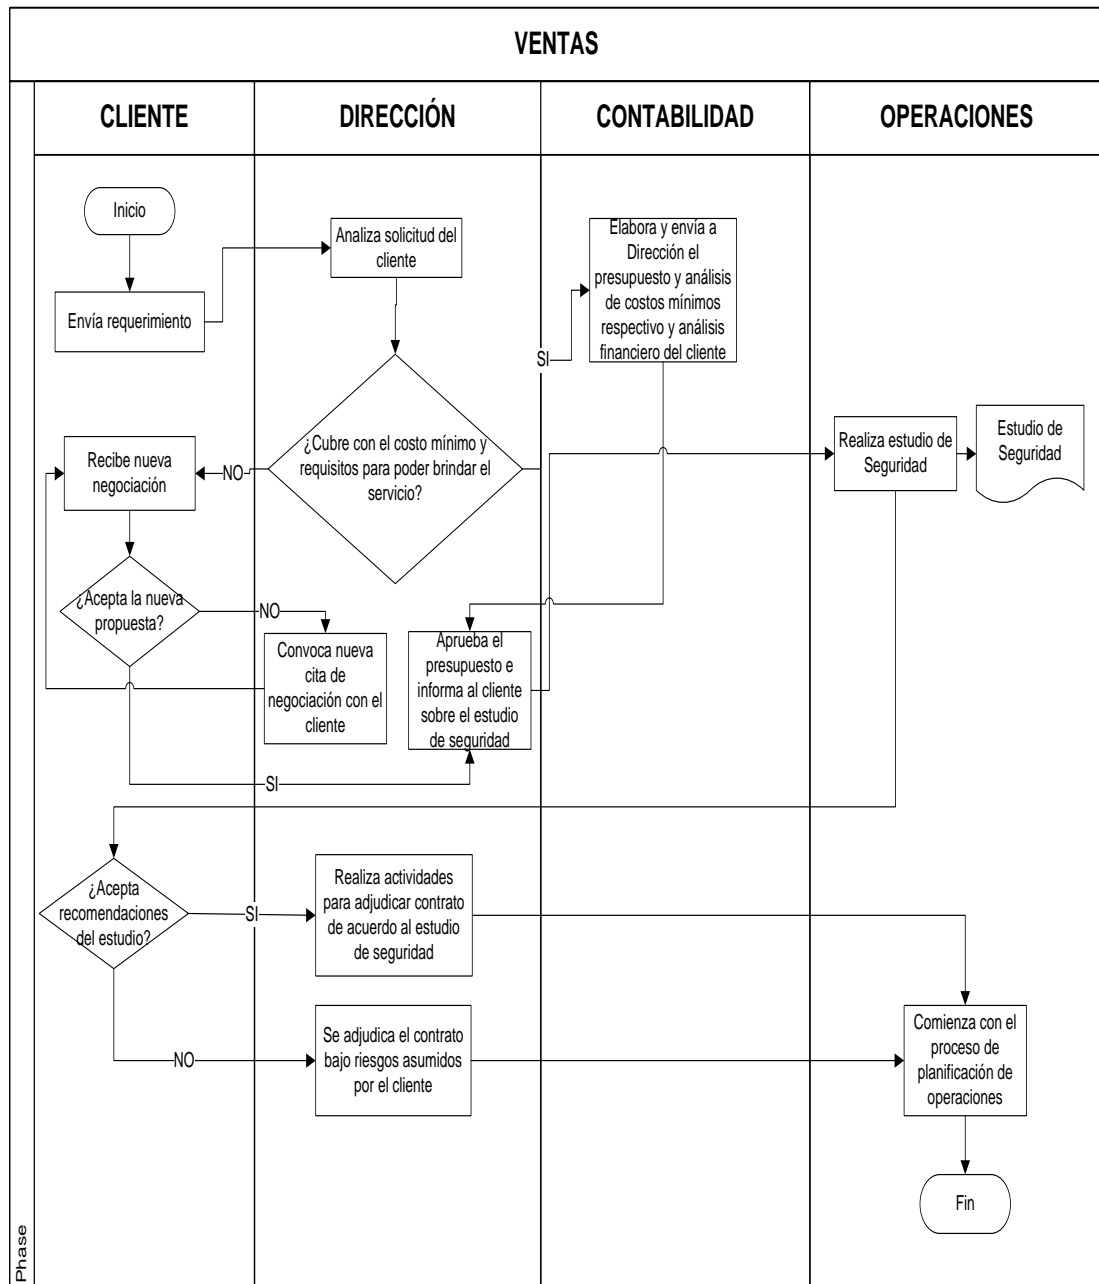 VENTAS
CLIENTE
DIRECCIÓN
CONTABILIDAD
OPERACIONES
Inicio
Envía requerimiento
Analiza solicitud del
cliente
Elabora y envía a
Dirección el
presupuesto y análisis
de costos mínimos
respectivo y análisis
financiero del cliente
SI
¿Cubre con el costo mínimo y
requisitos para poder brindar el
servicio?
NO
Recibe nueva
negociación
Realiza estudio de
Seguridad
Estudio de
Seguridad
¿Acepta la nueva
propuesta?
NO
Convoca nueva
cita de
negociación con el
cliente
Aprueba el
presupuesto e
informa al cliente
sobre el estudio
de seguridad
SI
¿Acepta
recomendaciones
del estudio?
SI
Realiza actividades
para adjudicar contrato
de acuerdo al estudio
de seguridad
NO
Se adjudica el contrato
bajo riesgos asumidos
por el cliente
Comienza con el
proceso de
planificación de
operaciones
Fin
Phase